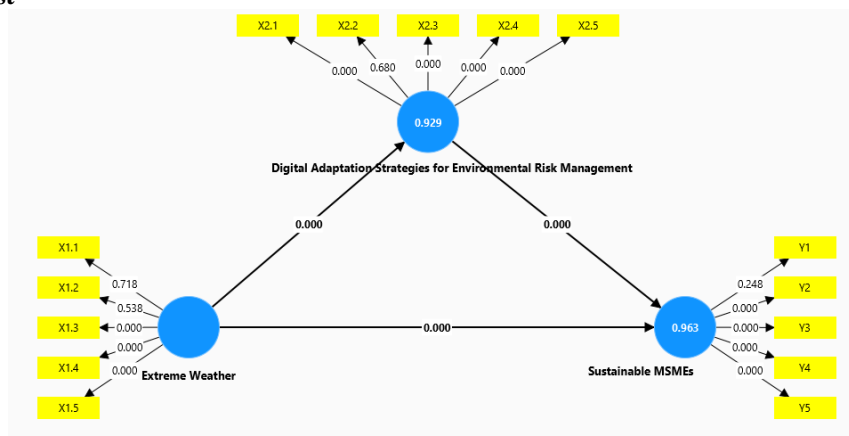 st
X2.1 X2.2 X2.3 X2.4 X2.5
0.000 0.680 0.000 0.000 0.000
0.929
Digital Adaptation Strategies for Environmental Risk Management
0.000 0.000
X1.1
X1.2
X1.3
X1.4
X1.5
0.718
0.538
0.000
0.000
0.000
Extreme Weather
0.000
0.963
Sustainable MSMEs
0.248
0.000
0.000
0.000
0.000
Y1
Y2
Y3
Y4
Y5